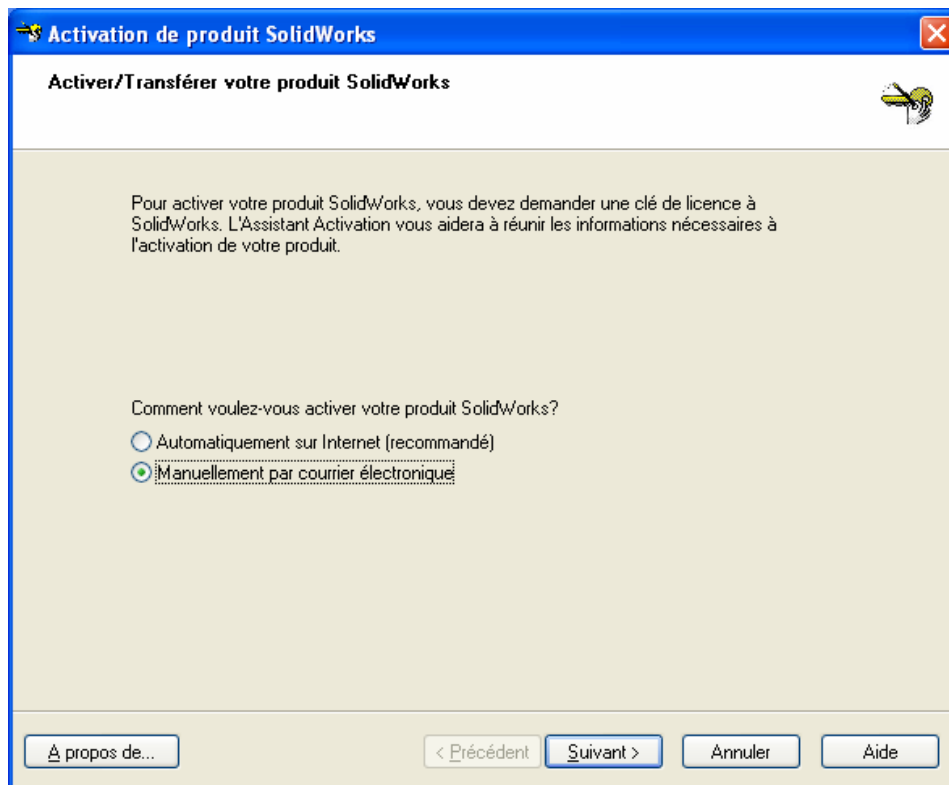 Activation de produit SolidWorks
Activer/Transférer votre produit SolidWorks
Pour activer votre produit SolidWorks, vous devez demander une clé de licence à
SolidWorks. L'Assistant Activation vous aidera à réunir les informations nécessaires à
l'activation de votre produit.
Comment voulez-vous activer votre produit SolidWorks?
Automatiquement sur Internet (recommandé)
Manuellement par courrier électronique
A propos de... < Précédent Suivant > Annuler Aide